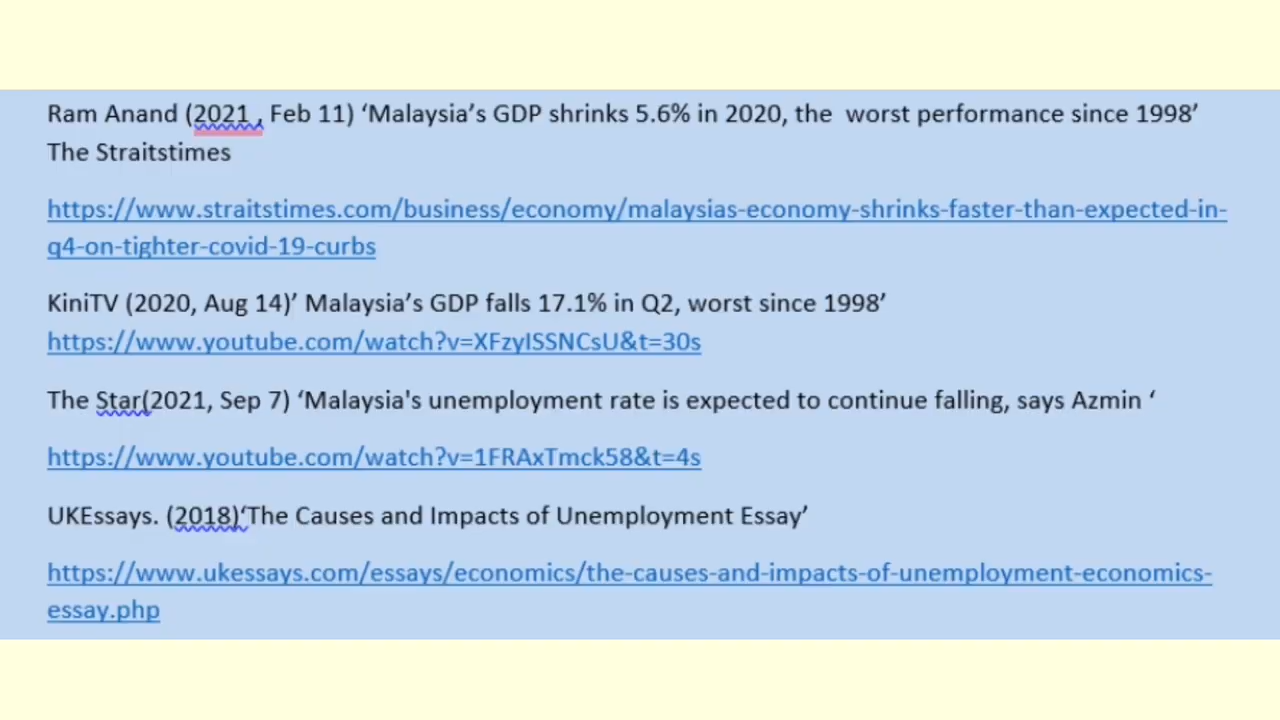 Ram Anand (2021 , Feb 11) ‘Malaysia’s GDP shrinks 5.6% in 2020, the  worst performance since 1998’
The Straitstimes
https://www.straitstimes.com/business/economy/malaysias-economy-shrinks-faster-than-expected-in-
q4-on-tighter-covid-19-curbs
KiniTV (2020, Aug 14)’ Malaysia’s GDP falls 17.1% in Q2, worst since 1998’
https://www.youtube.com/watch?v=XFzyISSNCsU&t=30s
The Star(2021, Sep 7) ‘Malaysia's unemployment rate is expected to continue falling, says Azmin ‘
https://www.youtube.com/watch?v=1FRAxTmck58&t=4s
UKEssays. (2018)‘The Causes and Impacts of Unemployment Essay’
https://www.ukessays.com/essays/economics/the-causes-and-impacts-of-unemployment-economics-
essay.php